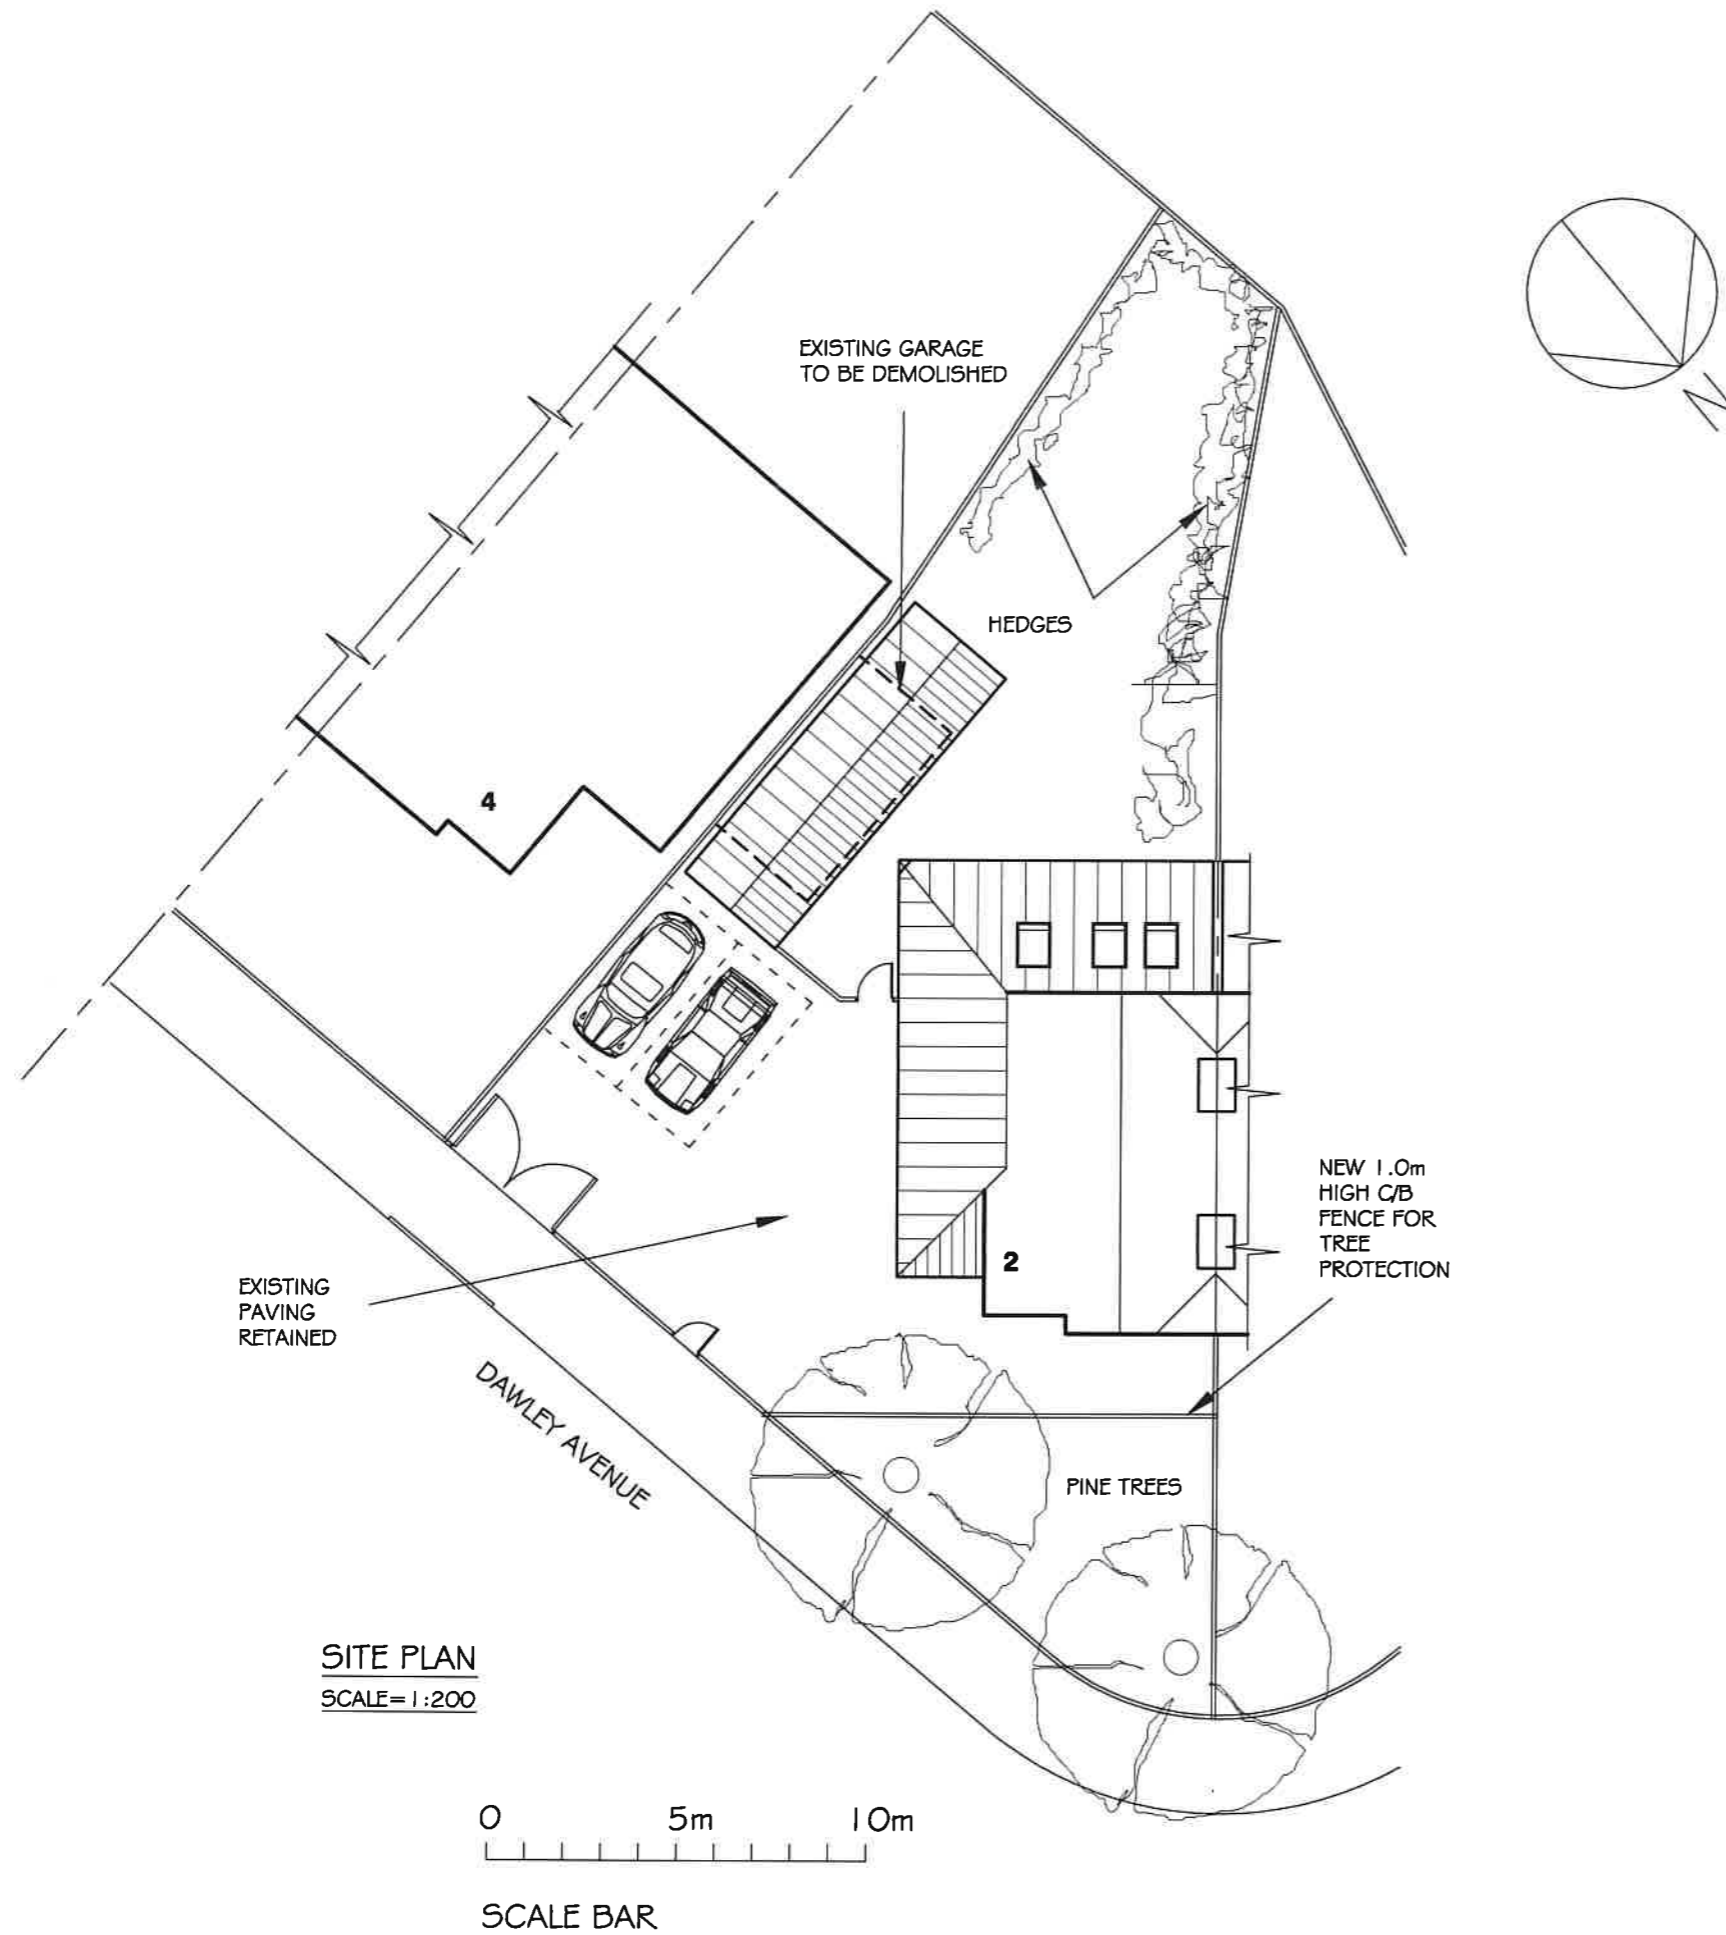 EXISTING GARAGE
TO BE DEMOLISHED
N
HEDGES
4
2
NEW 1.0m
HIGH C/B
FENCE FOR
TREE
PROTECTION
EXISTING
PAVING
RETAINED
DAWLEY AVENUE
PINE TREES
SITE PLAN
SCALE=1:200
0 5m 10m
SCALE BAR